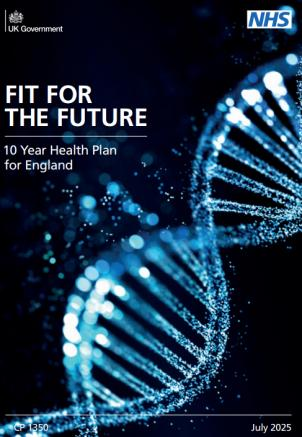 UK Government
NHS
FIT FOR
THE FUTURE
10 Year Health Plan
for England
CP 1350
July 2025